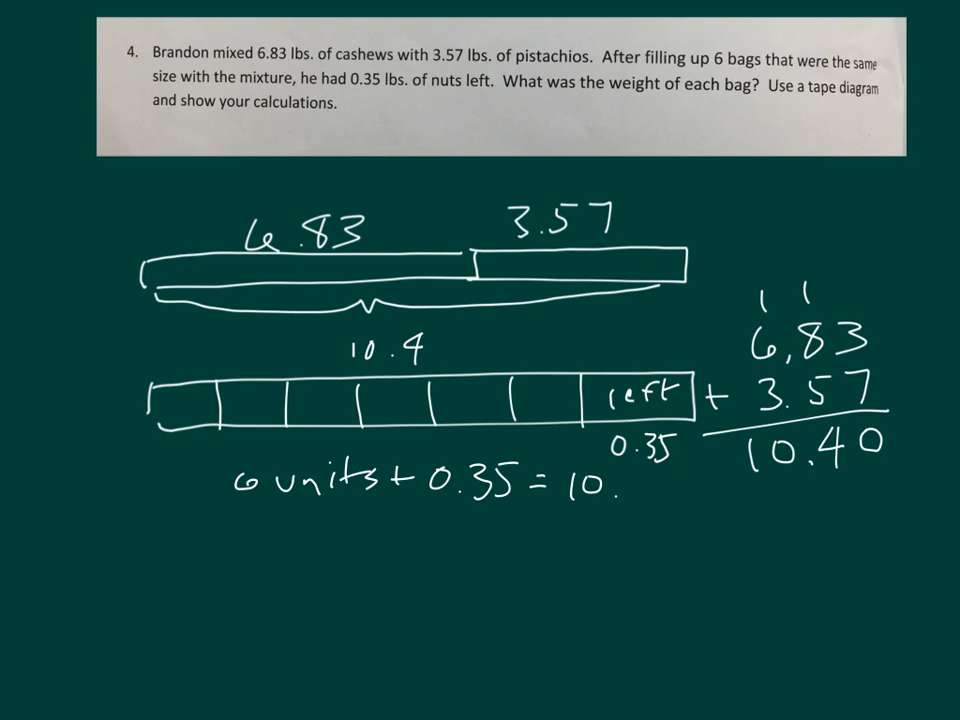 4. Brandon mixed 6.83 lbs. of cashews with 3.57 lbs. of pistachios. After filling up 6 bags that were the same
size with the mixture, he had 0.35 lbs. of nuts left. What was the weight of each bag? Use a tape diagram
and show your calculations.
6.83 3.57
10.4
left
0.35
1 1
6,83
+ 3.57
10.40
6 units + 0.35 = 10.